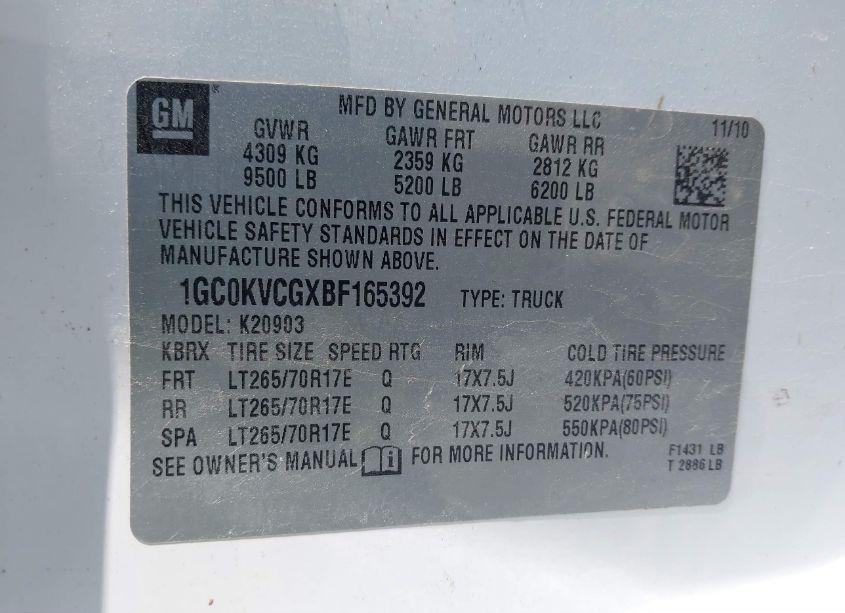 GM®
MFD BY GENERAL MOTORS LLC
11/10
GVWR GAWR FRT GAWR RR
4309 KG 2359 KG 2812 KG
9500 LB 5200 LB 6200 LB
THIS VEHICLE CONFORMS TO ALL APPLICABLE U.S. FEDERAL MOTOR
VEHICLE SAFETY STANDARDS IN EFFECT ON THE DATE OF
MANUFACTURE SHOWN ABOVE.
1GC0KVCGXBF165392 TYPE: TRUCK
MODEL: K20903
KBRX TIRE SIZE SPEED RTG RIM COLD TIRE PRESSURE
FRT LT265/70R17E Q 17X7.5J 420KPA(60PSI)
RR LT265/70R17E Q 17X7.5J 520KPA(75PSI)
SPA LT265/70R17E Q 17X7.5J 550KPA(80PSI)
SEE OWNER'S MANUAL i FOR MORE INFORMATION.
F1431 LB
T 2886 LB